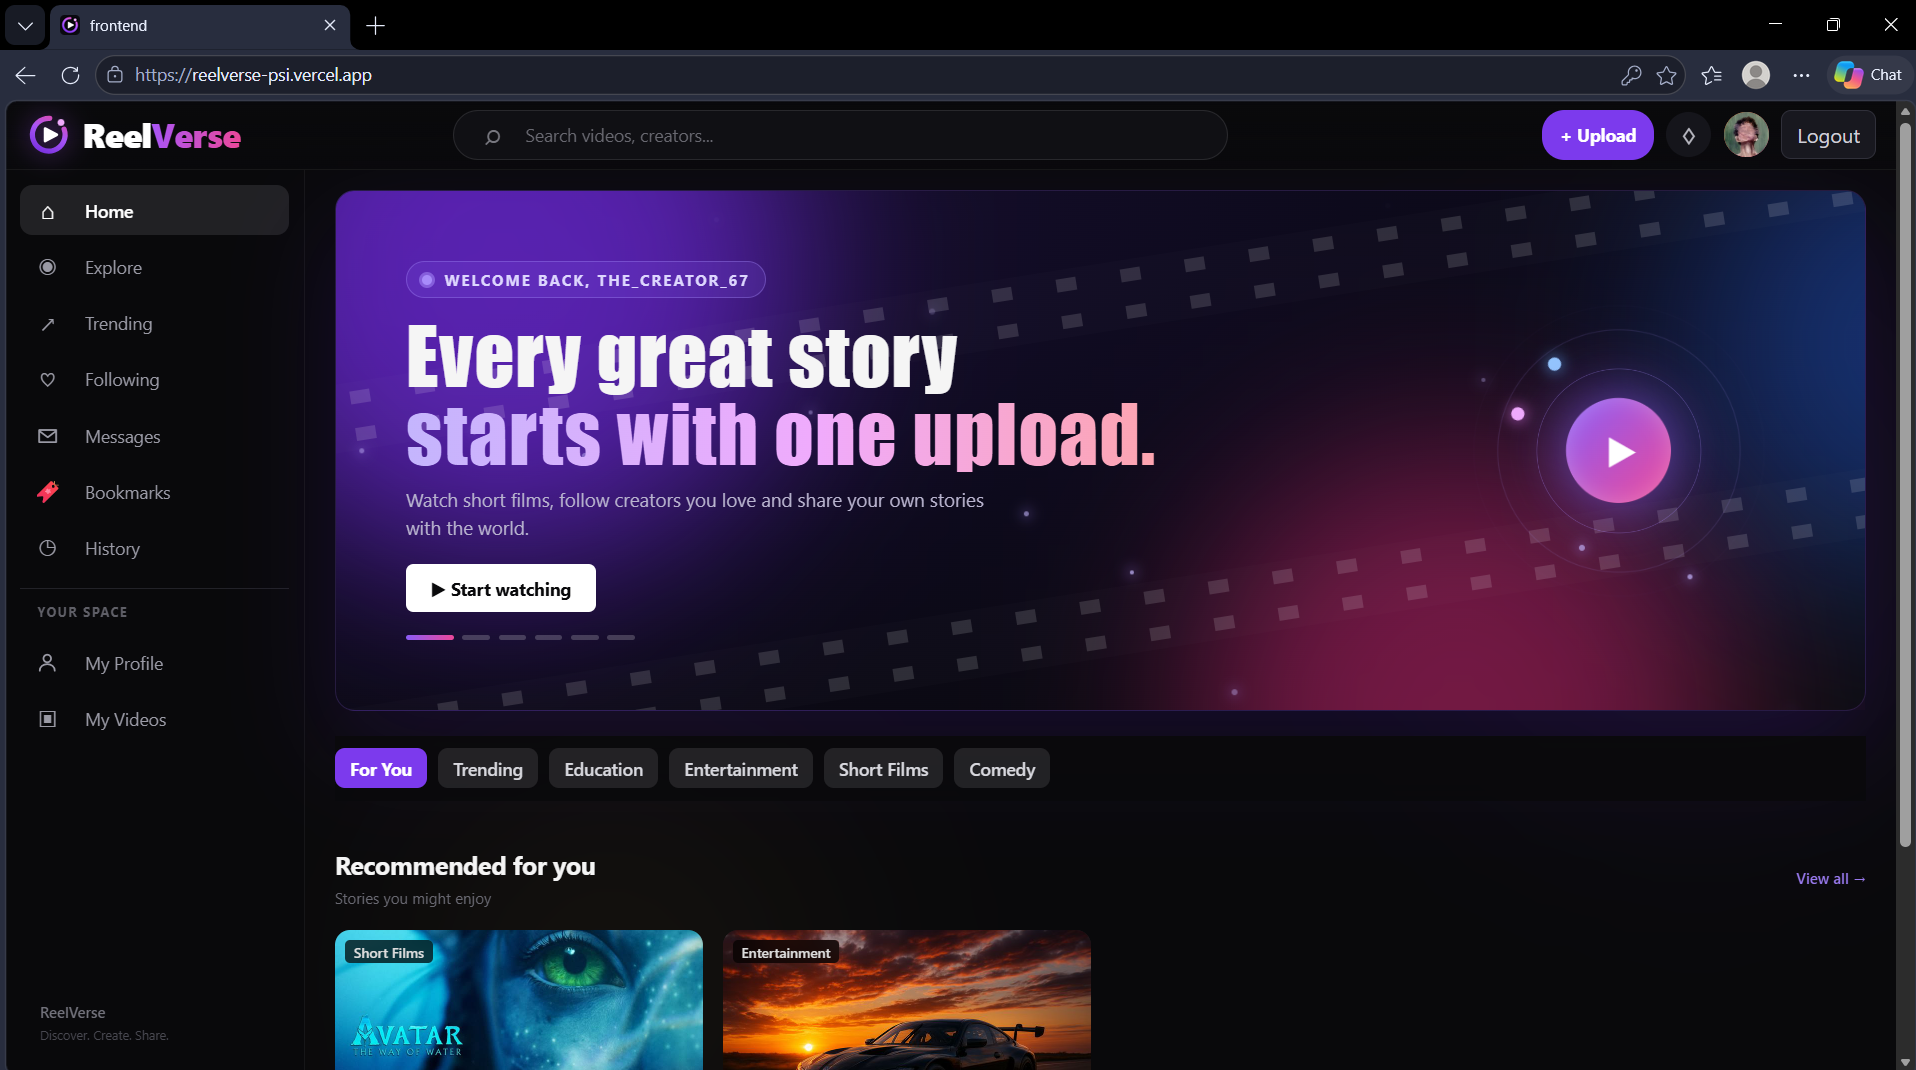 frontend
https://reelverse-psi.vercel.app
Chat
ReelVerse
Search videos, creators...
+ Upload
Logout
Home
Explore
Trending
Following
Messages
Bookmarks
History
YOUR SPACE
My Profile
My Videos
ReelVerse
Discover. Create. Share.
WELCOME BACK, THE_CREATOR_67
Every great story
starts with one upload.
Watch short films, follow creators you love and share your own stories
with the world.
▶ Start watching
For You
Trending
Education
Entertainment
Short Films
Comedy
Recommended for you
Stories you might enjoy
View all →
Short Films
AVATAR
THE WAY OF WATER
Entertainment